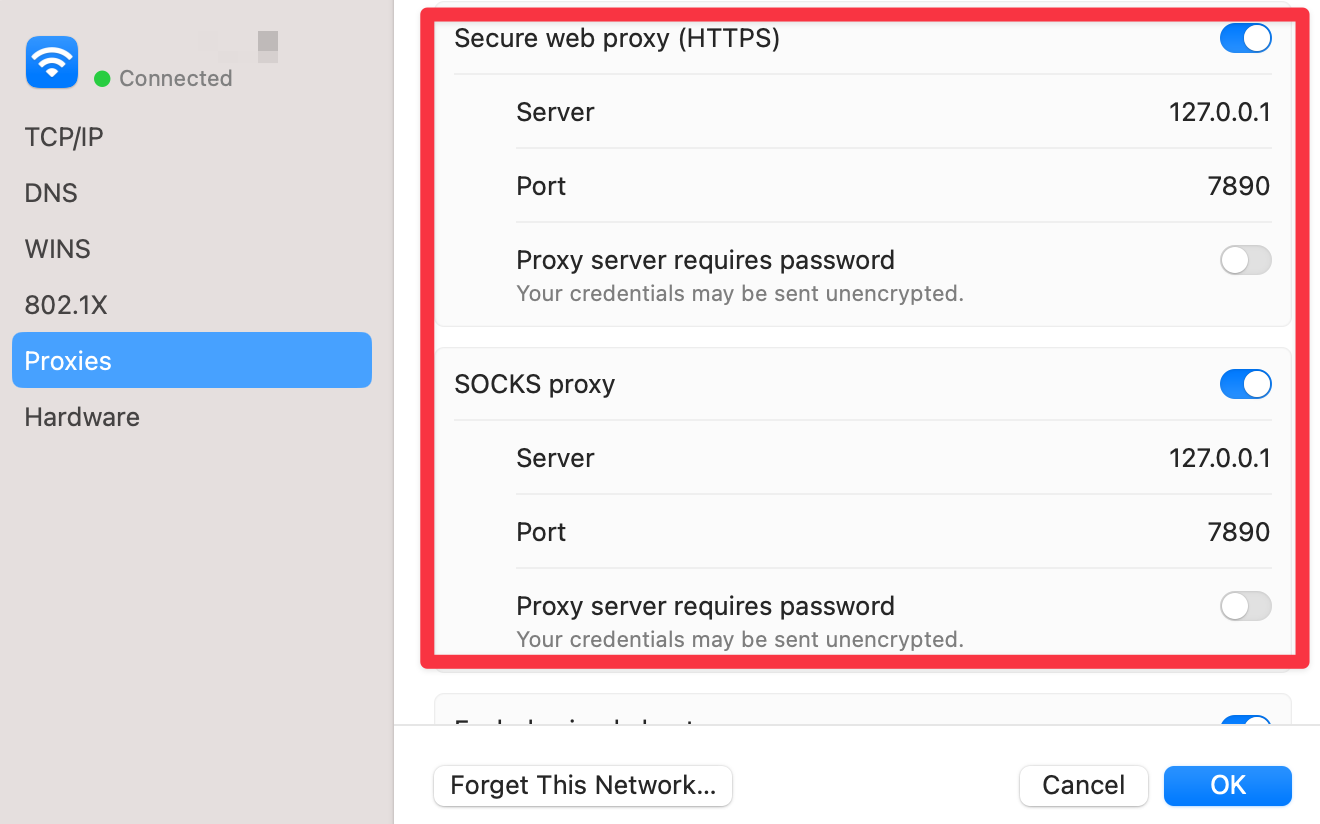 Connected
TCP/IP
DNS
WINS
802.1X
Proxies
Hardware
Secure web proxy (HTTPS)
Server 127.0.0.1
Port 7890
Proxy server requires password
Your credentials may be sent unencrypted.
SOCKS proxy
Server 127.0.0.1
Port 7890
Proxy server requires password
Your credentials may be sent unencrypted.
Forget This Network...
Cancel
OK